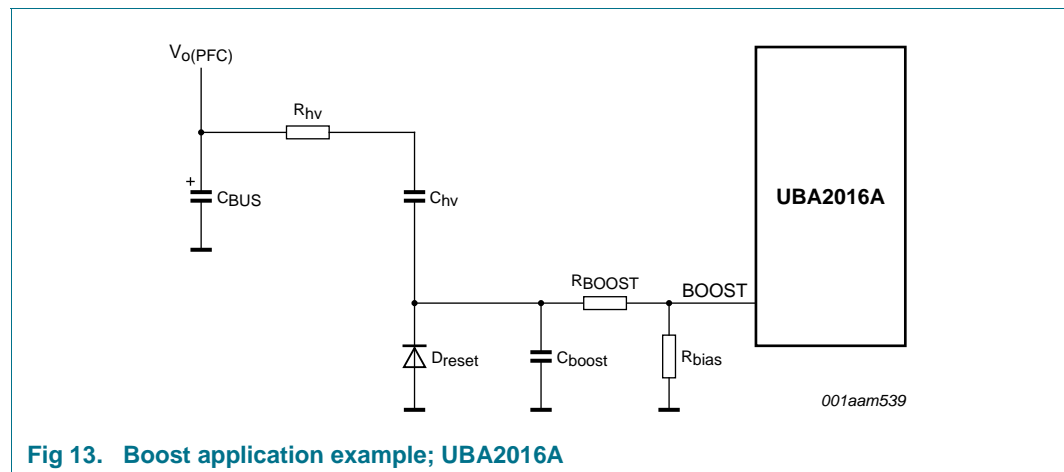 Vo(PFC)
Rhv
+
CBUS
Chv
UBA2016A
RBOOST
BOOST
Dreset
Cboost
Rbias
001aam539
Fig 13. Boost application example; UBA2016A